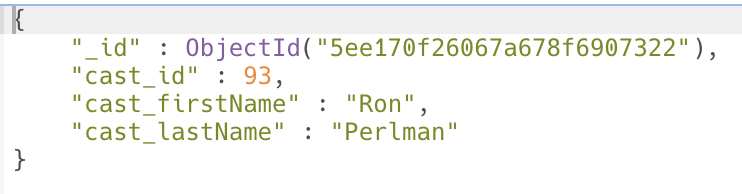 {
    "_id" : ObjectId("5ee170f26067a678f6907322"),
    "cast_id" : 93,
    "cast_firstName" : "Ron",
    "cast_lastName" : "Perlman"
}